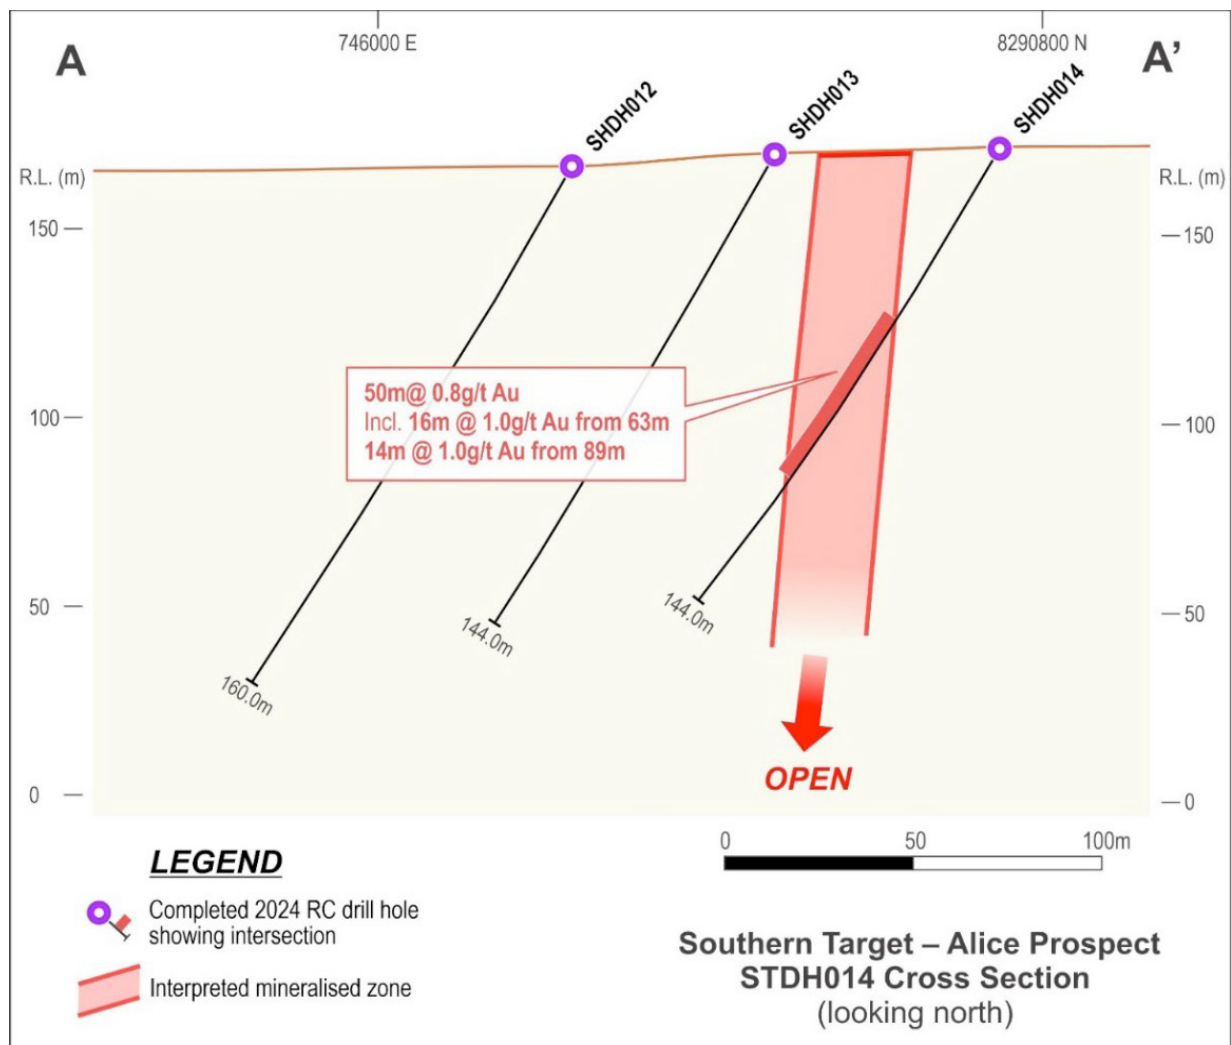 746000 E
8290800 N
A
A’
SHDH012
SHDH013
SHDH014
R.L. (m)
R.L. (m)
150
150
50m@ 0.8g/t Au
Incl. 16m @ 1.0g/t Au from 63m
14m @ 1.0g/t Au from 89m
100
100
50
50
144.0m
144.0m
160.0m
OPEN
0
0
0 50 100m
LEGEND
Completed 2024 RC drill hole
showing intersection
Interpreted mineralised zone
Southern Target – Alice Prospect
STDH014 Cross Section
(looking north)